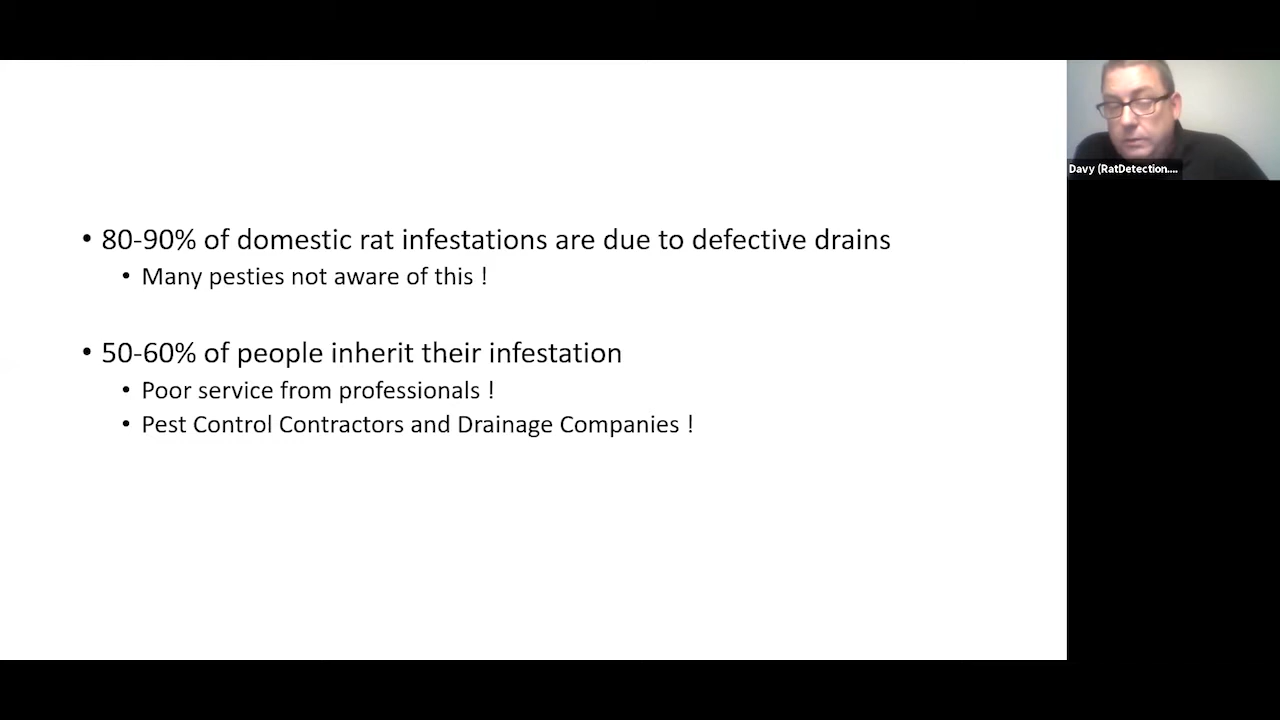 • 80-90% of domestic rat infestations are due to defective drains
• Many pesties not aware of this !
• 50-60% of people inherit their infestation
• Poor service from professionals !
• Pest Control Contractors and Drainage Companies !
Davy (RatDetection....